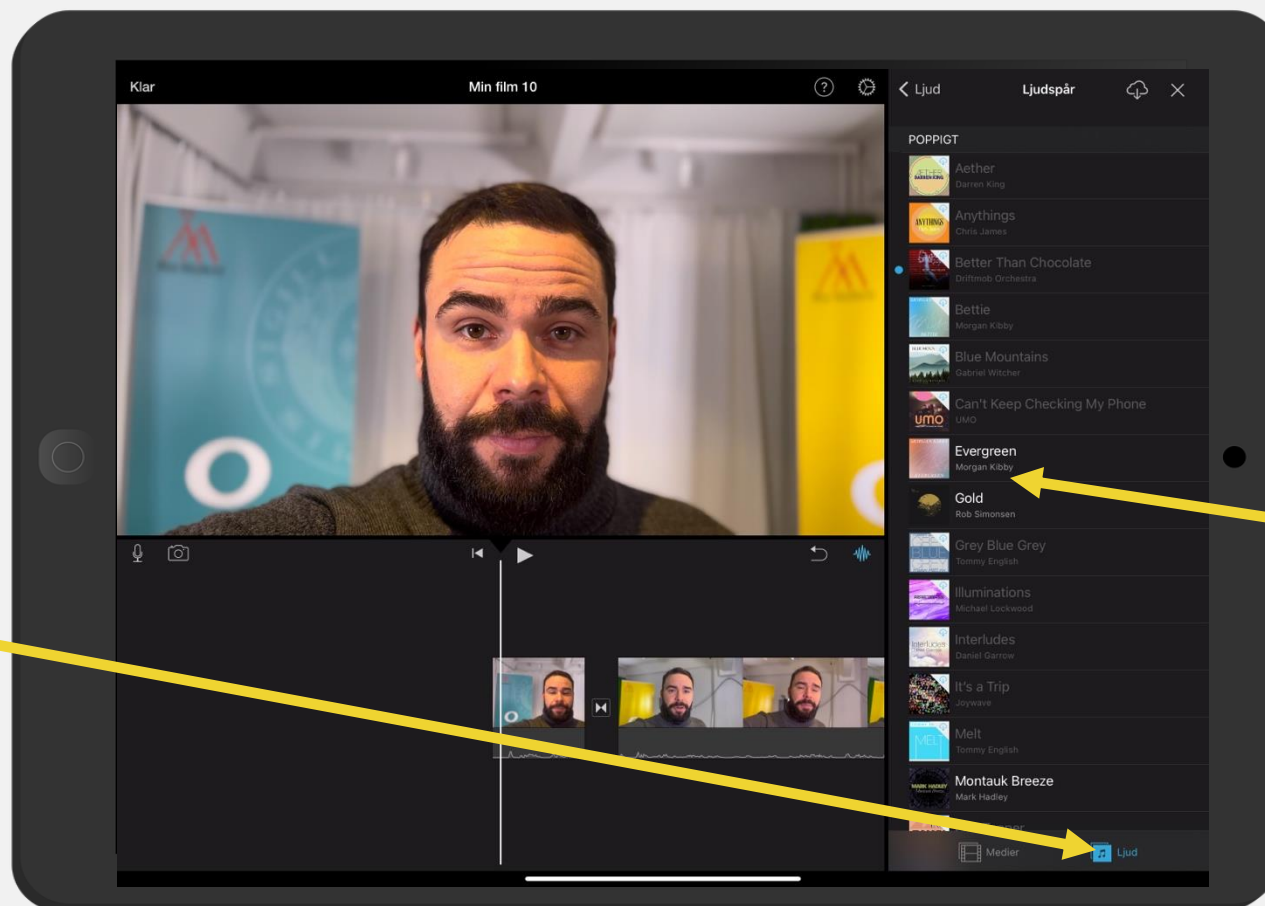 Klar
Min film 10
?
Ljud
Ljudspår
POPPIGT
Aether
Darren King
Anythings
Chris James
Better Than Chocolate
Driftmob Orchestra
Bettie
Morgan Kibby
Blue Mountains
Gabriel Witcher
Can't Keep Checking My Phone
UMO
UMO
Evergreen
Morgan Kibby
Gold
Rob Simonsen
Grey Blue Grey
Tommy English
Illuminations
Michael Lockwood
Interludes
Daniel Garrow
It's a Trip
Joywave
MELT
Melt
Tommy English
Montauk Breeze
Mark Hadley
Medier
Ljud